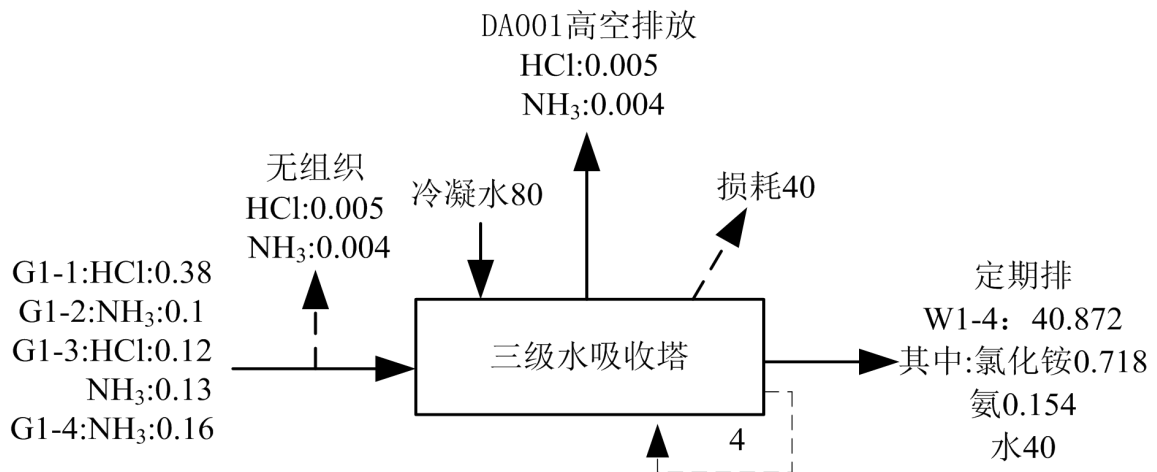 DA001高空排放
HCl:0.005
NH₃:0.004
无组织
HCl:0.005
NH₃:0.004
冷凝水80
损耗40
G1-1:HCl:0.38
G1-2:NH₃:0.1
G1-3:HCl:0.12
NH₃:0.13
G1-4:NH₃:0.16
三级水吸收塔
4
定期排
W1-4：40.872
其中:氯化铵0.718
氨0.154
水40